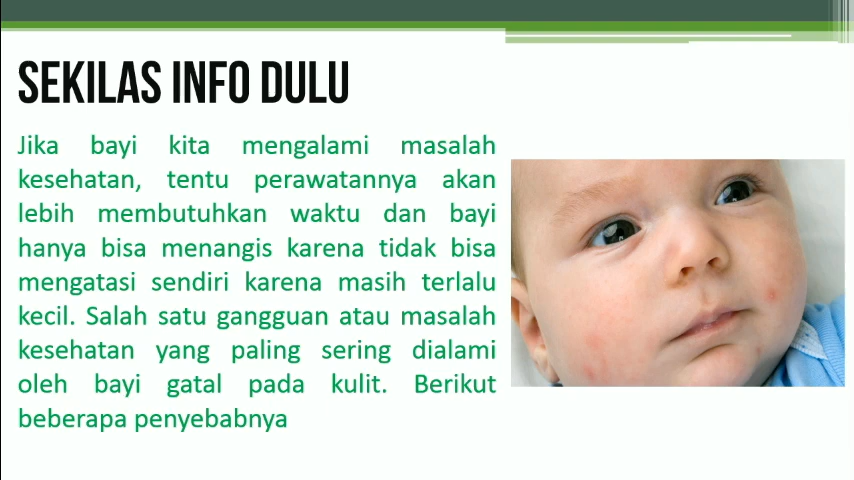 SEKILAS INFO DULU
Jika bayi kita mengalami masalah
kesehatan, tentu perawatannya akan
lebih membutuhkan waktu dan bayi
hanya bisa menangis karena tidak bisa
mengatasi sendiri karena masih terlalu
kecil. Salah satu gangguan atau masalah
kesehatan yang paling sering dialami
oleh bayi gatal pada kulit. Berikut
beberapa penyebabnya